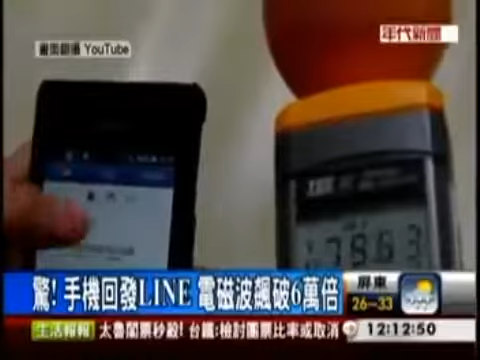 畫面翻攝 YouTube
年代新聞
TES
7963
驚! 手機回發LINE 電磁波飆破6萬倍
屏東
26-33
生活報報
太魯閣票秒殺! 台鐵:檢討團票比率或取消
12:12:50